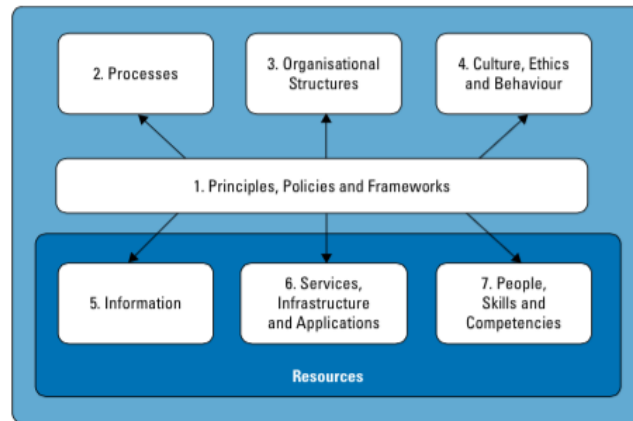 2. Processes
3. Organisational
Structures
4. Culture, Ethics
and Behaviour
1. Principles, Policies and Frameworks
5. Information
6. Services,
Infrastructure
and Applications
7. People,
Skills and
Competencies
Resources